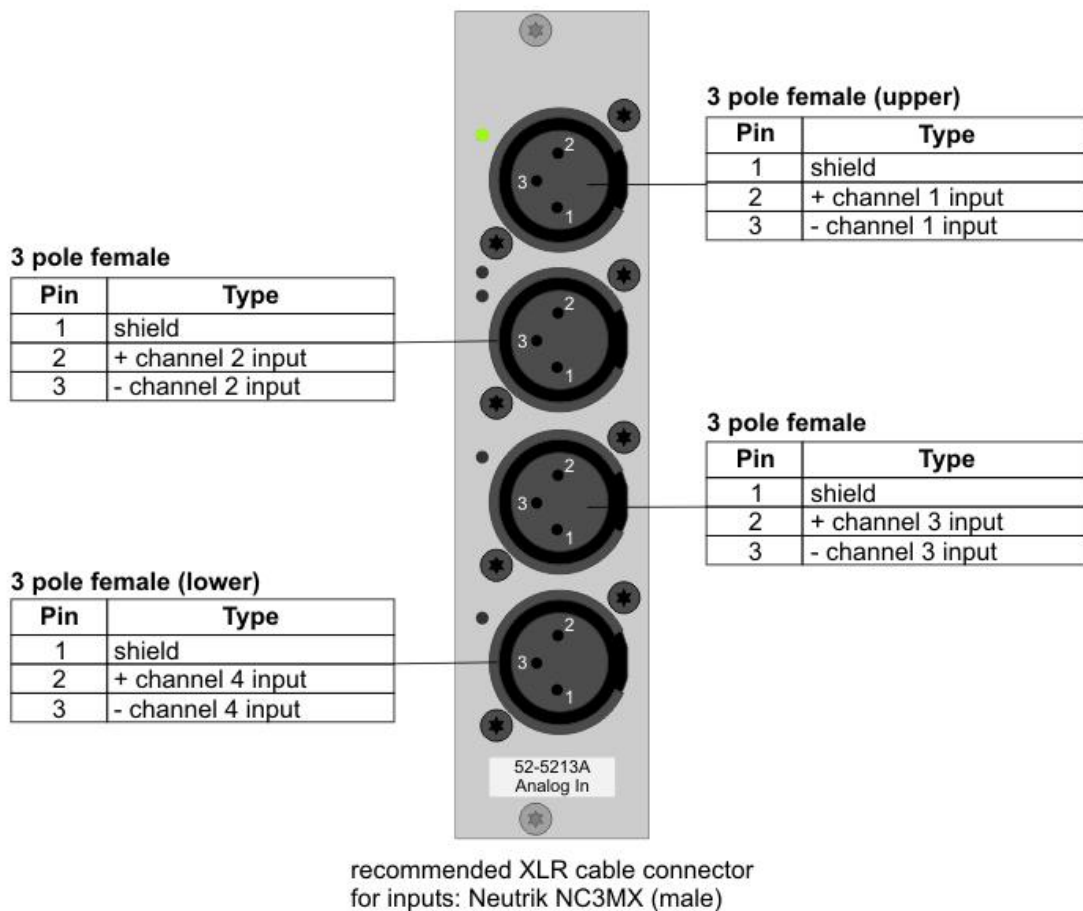 3 pole female (upper)
Pin Type
1 shield
2 + channel 1 input
3 - channel 1 input
3 pole female
Pin Type
1 shield
2 + channel 2 input
3 - channel 2 input
3 pole female
Pin Type
1 shield
2 + channel 3 input
3 - channel 3 input
3 pole female (lower)
Pin Type
1 shield
2 + channel 4 input
3 - channel 4 input
2
3
1
2
3
1
2
3
1
2
3
1
52-5213A
Analog In
recommended XLR cable connector
for inputs: Neutrik NC3MX (male)